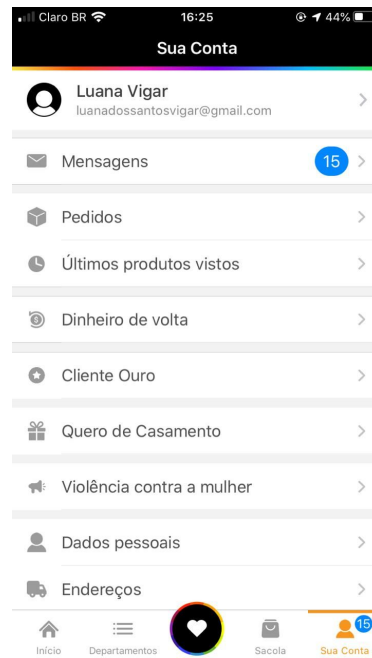 Claro BR 16:25 44%
Sua Conta
Luana Vigar
luanadossantosvigar@gmail.com
Mensagens 15
Pedidos
Últimos produtos vistos
Dinheiro de volta
Cliente Ouro
Quero de Casamento
Violência contra a mulher
Dados pessoais
Endereços
15
Início Departamentos Sacola Sua Conta